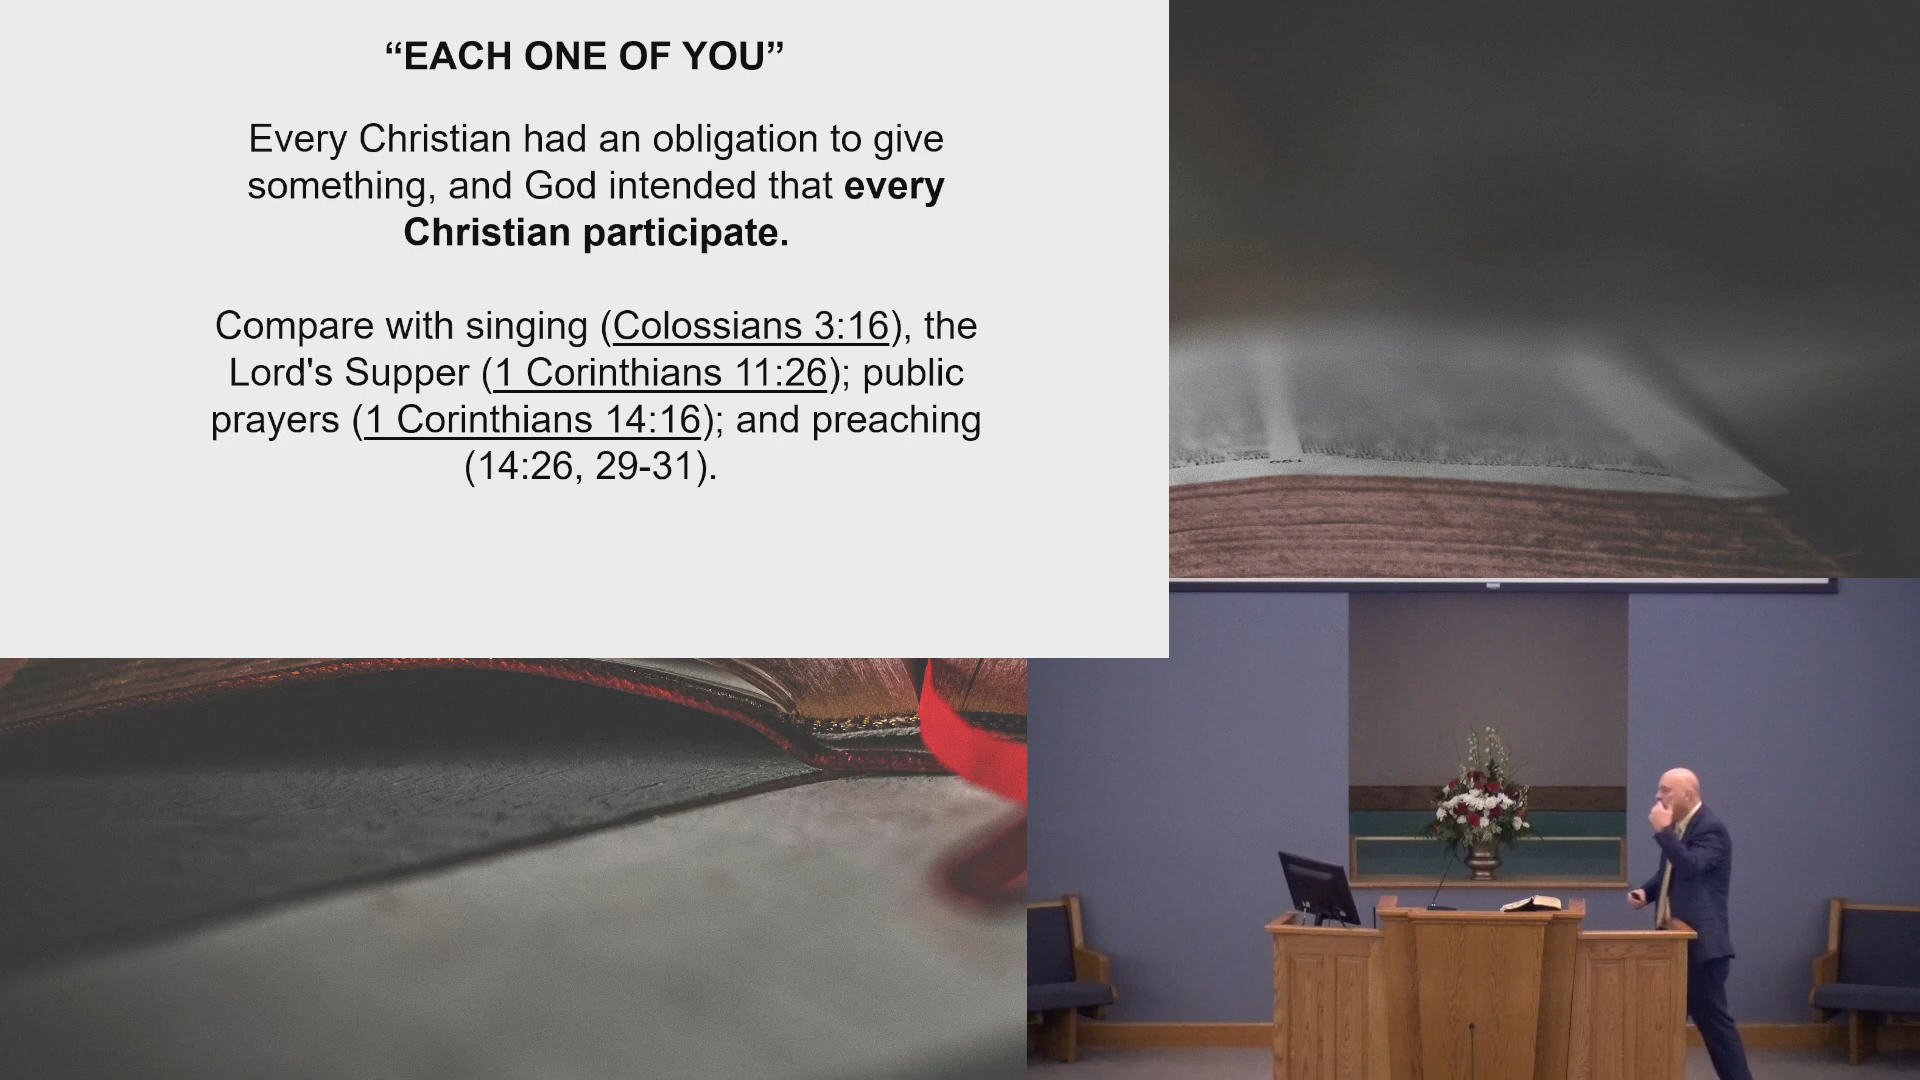 “EACH ONE OF YOU”
Every Christian had an obligation to give
something, and God intended that every
Christian participate.
Compare with singing (Colossians 3:16), the
Lord's Supper (1 Corinthians 11:26); public
prayers (1 Corinthians 14:16); and preaching
(14:26, 29-31).